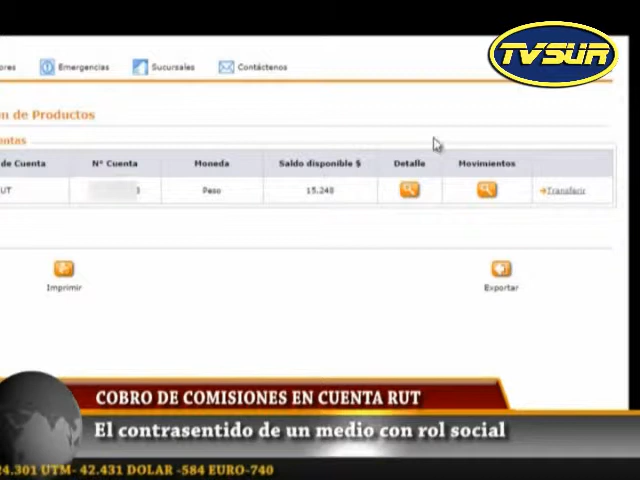 TVSUR
ores Emergencias Sucursales Contáctenos
n de Productos
entas
de Cuenta N° Cuenta Moneda Saldo disponible $ Detalle Movimientos
UT 3 Peso 15.248 Transferir
Imprimir Exportar
COBRO DE COMISIONES EN CUENTA RUT
El contrasentido de un medio con rol social
24.301 UTM- 42.431 DOLAR -584 EURO-740